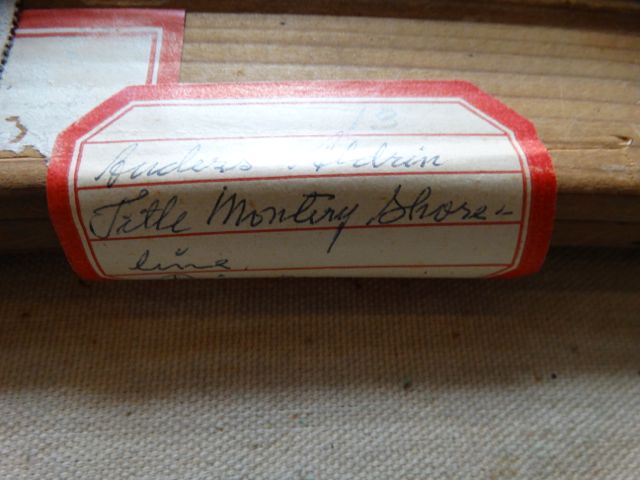 13
Anders Aldrin
Title Montery Shore-
line.